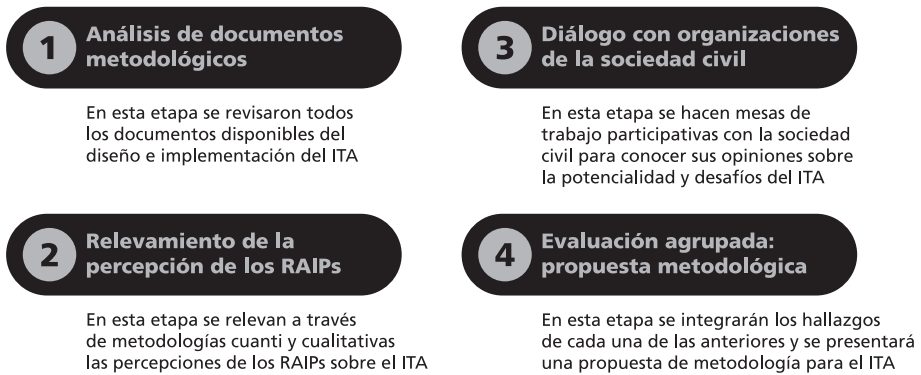 1
Análisis de documentos
metodológicos
En esta etapa se revisaron todos
los documentos disponibles del
diseño e implementación del ITA
2
Relevamiento de la
percepción de los RAIPs
En esta etapa se relevan a través
de metodologías cuanti y cualitativas
las percepciones de los RAIPs sobre el ITA
3
Diálogo con organizaciones
de la sociedad civil
En esta etapa se hacen mesas de
trabajo participativas con la sociedad
civil para conocer sus opiniones sobre
la potencialidad y desafíos del ITA
4
Evaluación agrupada:
propuesta metodológica
En esta etapa se integrarán los hallazgos
de cada una de las anteriores y se presentará
una propuesta de metodología para el ITA